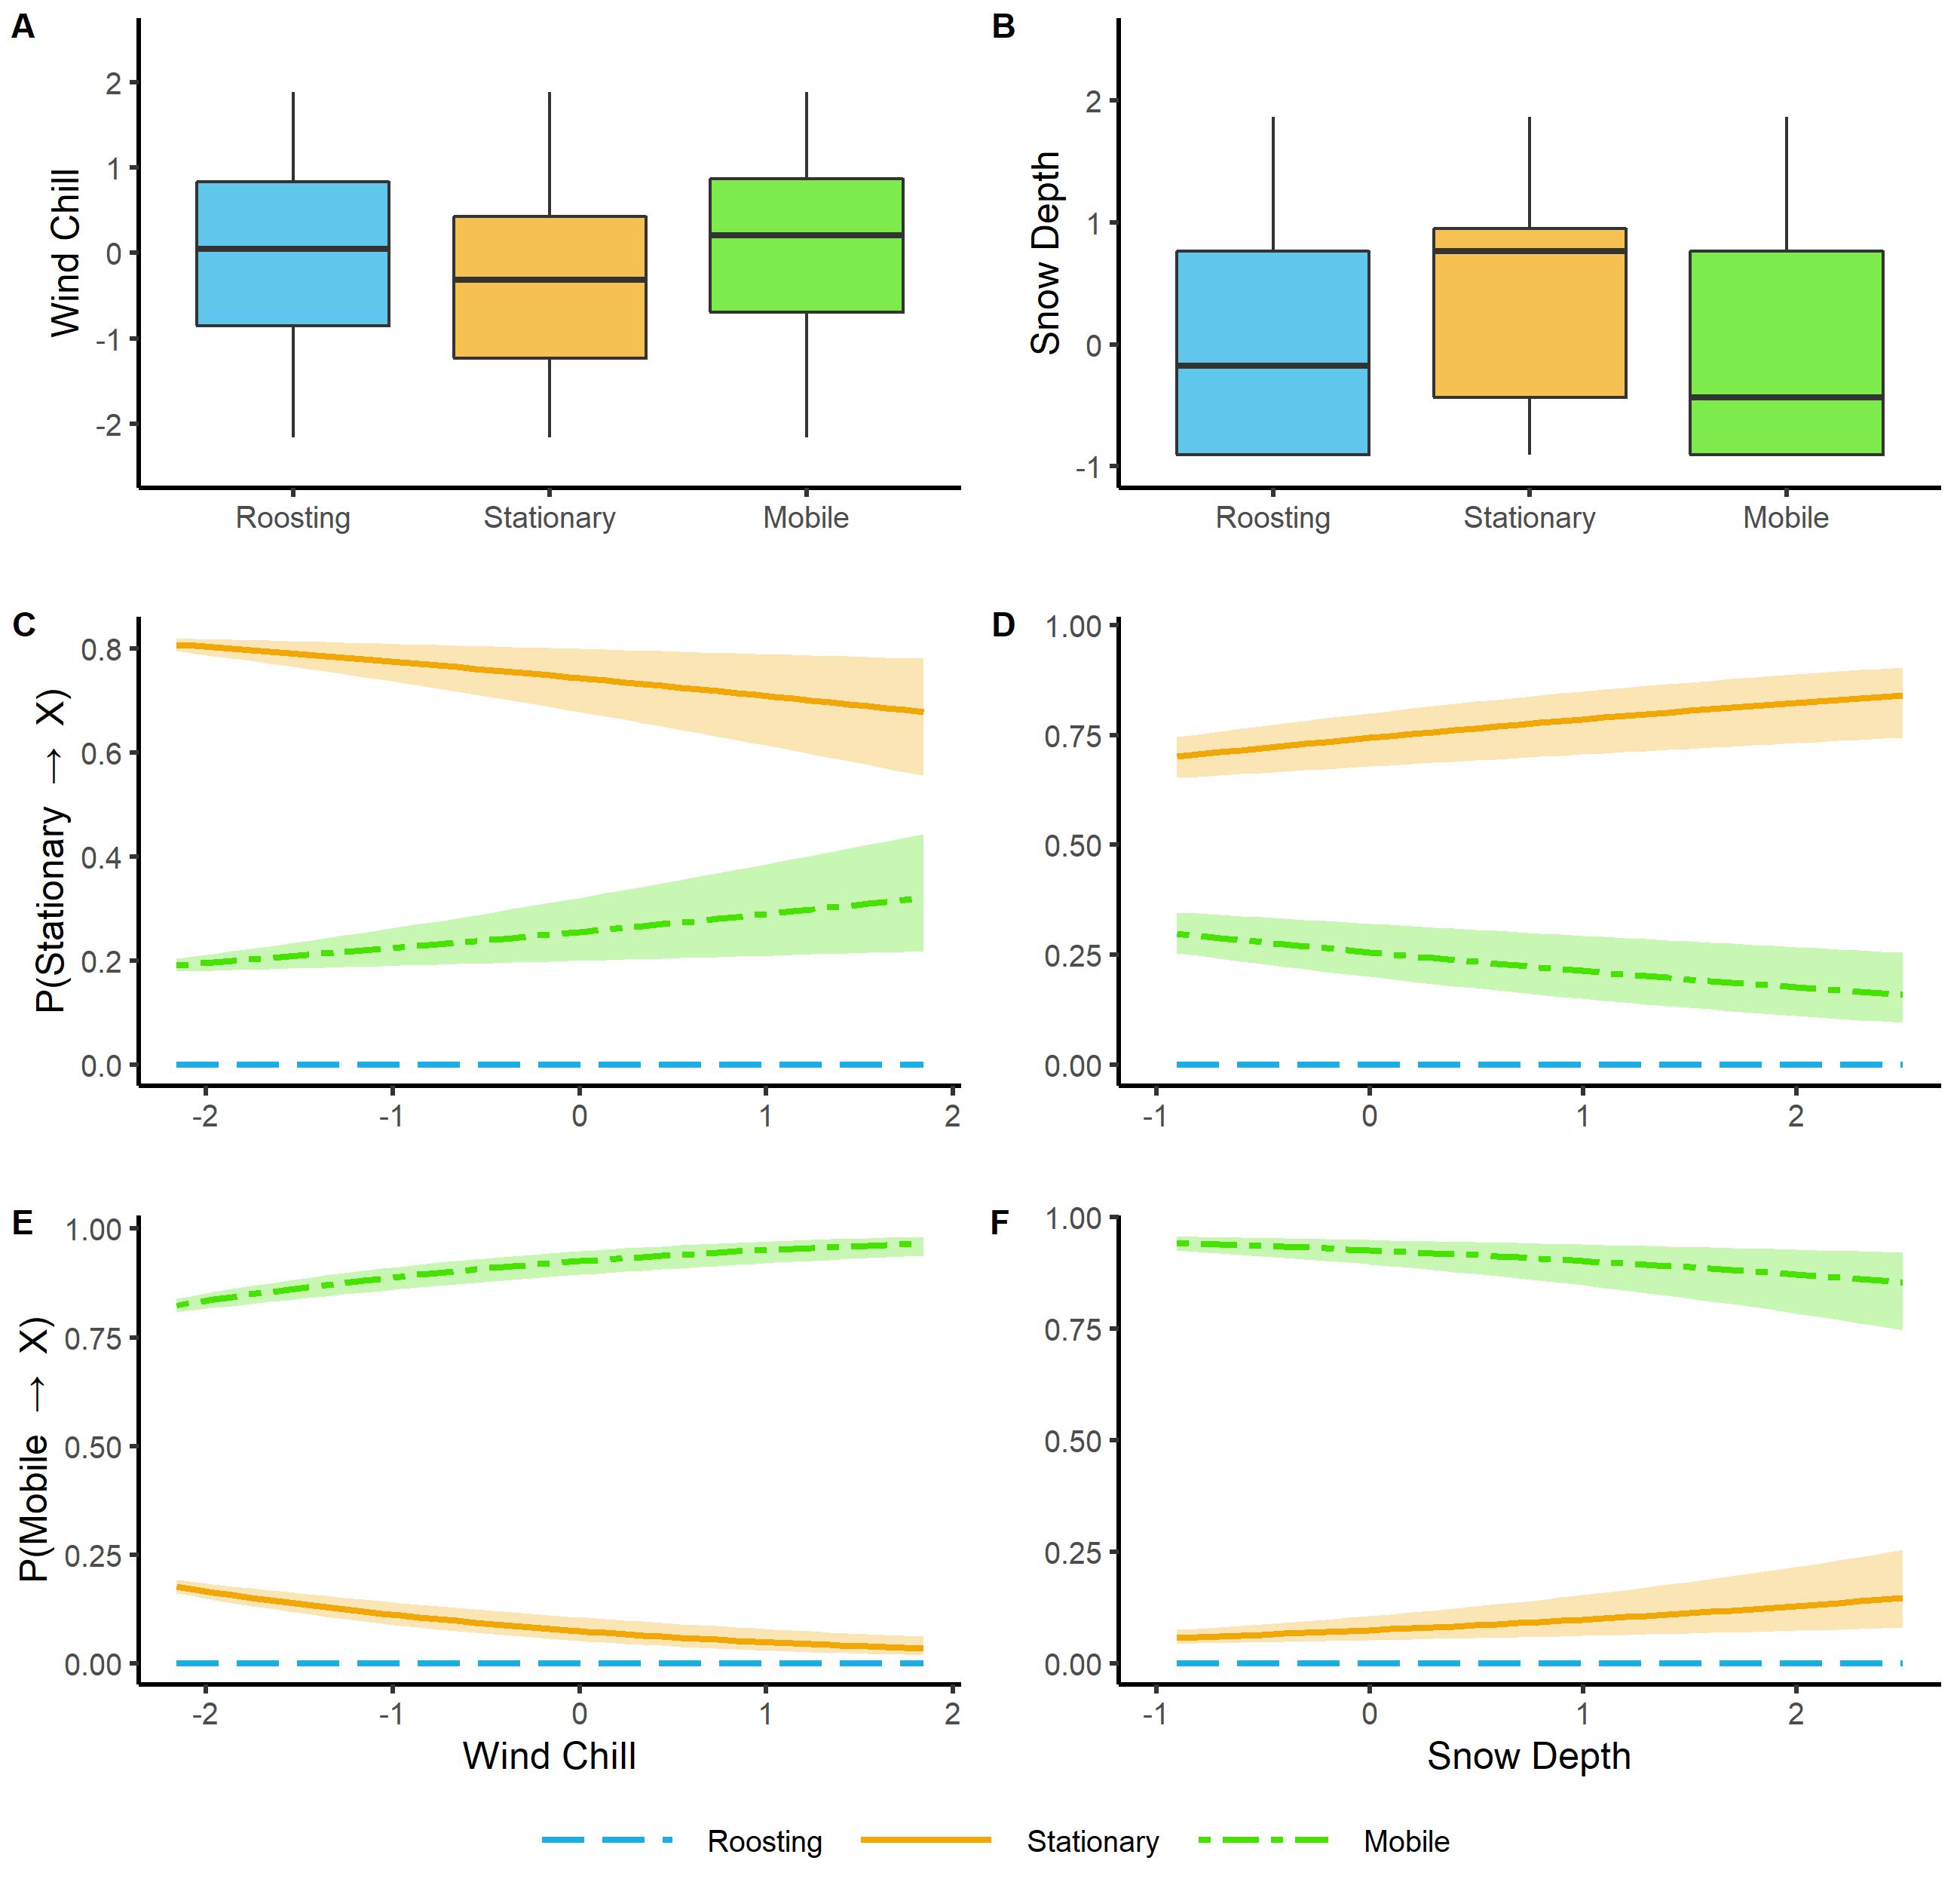 A
Wind Chill
2
1
0
-1
-2
Roosting Stationary Mobile
B
Snow Depth
2
1
0
-1
Roosting Stationary Mobile
C
P(Stationary → X)
0.8
0.6
0.4
0.2
0.0
-2 -1 0 1 2
D
1.00
0.75
0.50
0.25
0.00
-1 0 1 2
E
P(Mobile → X)
1.00
0.75
0.50
0.25
0.00
-2 -1 0 1 2
Wind Chill
F
1.00
0.75
0.50
0.25
0.00
-1 0 1 2
Snow Depth
Roosting Stationary Mobile